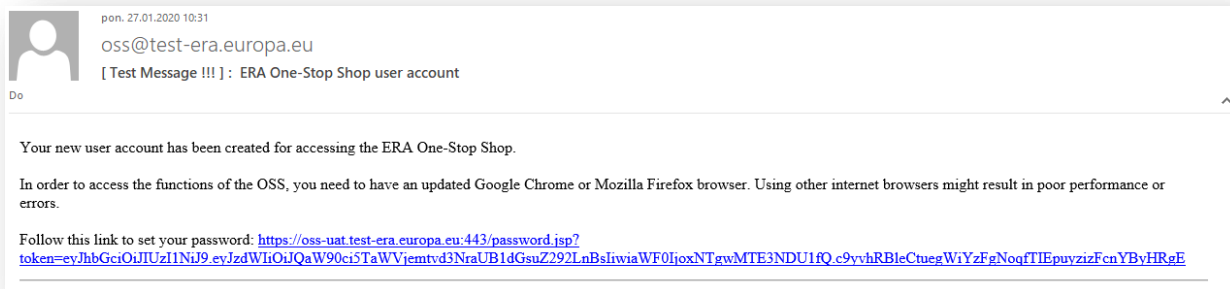 pon. 27.01.2020 10:31
oss@test-era.europa.eu
[ Test Message !!! ] :  ERA One-Stop Shop user account
Do
Your new user account has been created for accessing the ERA One-Stop Shop.
In order to access the functions of the OSS, you need to have an updated Google Chrome or Mozilla Firefox browser. Using other internet browsers might result in poor performance or
errors.
Follow this link to set your password: https://oss-uat.test-era.europa.eu:443/password.jsp?
token=eyJhbGciOiJIUzI1NiJ9.eyJzdWIiOiJQaW90ci5TaWVjemtvd3NraUB1dGsuZ292LnBsIiwiaWF0IjoxNTgwMTE3NDU1fQ.c9yvhRBleCtuegWiYzFgNoqfTIEpuyzizFcnYByHRgE